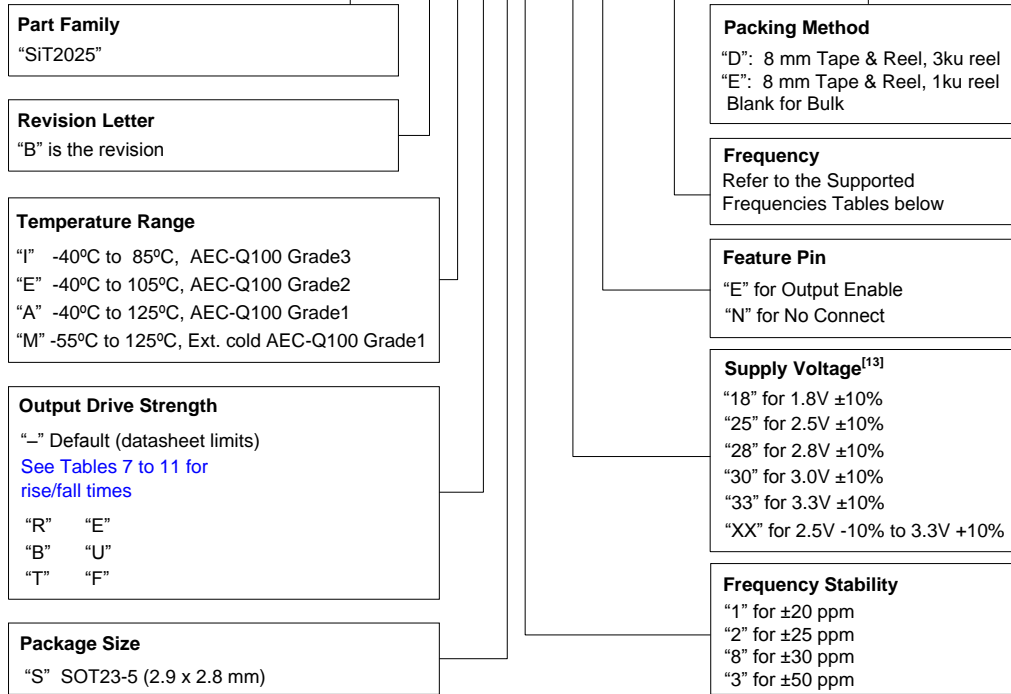 Part Family
“SiT2025”
Revision Letter
“B” is the revision
Temperature Range
“I” -40ºC to 85ºC, AEC-Q100 Grade3
“E” -40ºC to 105ºC, AEC-Q100 Grade2
“A” -40ºC to 125ºC, AEC-Q100 Grade1
“M” -55ºC to 125ºC, Ext. cold AEC-Q100 Grade1
Output Drive Strength
“–” Default (datasheet limits)
See Tables 7 to 11 for
rise/fall times
“R” “E”
“B” “U”
“T” “F”
Package Size
“S” SOT23-5 (2.9 x 2.8 mm)
Packing Method
“D”: 8 mm Tape & Reel, 3ku reel
“E”: 8 mm Tape & Reel, 1ku reel
Blank for Bulk
Frequency
Refer to the Supported
Frequencies Tables below
Feature Pin
“E” for Output Enable
“N” for No Connect
Supply Voltage[13]
“18” for 1.8V ±10%
“25” for 2.5V ±10%
“28” for 2.8V ±10%
“30” for 3.0V ±10%
“33” for 3.3V ±10%
“XX” for 2.5V -10% to 3.3V +10%
Frequency Stability
“1” for ±20 ppm
“2” for ±25 ppm
“8” for ±30 ppm
“3” for ±50 ppm